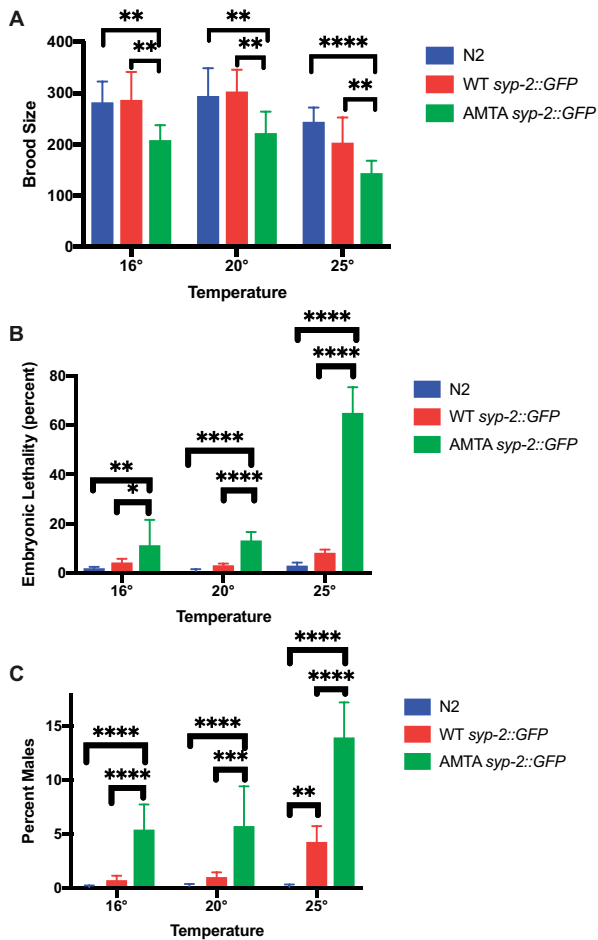 A
** ** ****
** ** **
400
300
200
100
0
Brood Size
16° 20° 25°
Temperature
N2
WT syp-2::GFP
AMTA syp-2::GFP
B
** **** ****
* **** ****
80
60
40
20
0
Embryonic Lethality (percent)
16° 20° 25°
Temperature
N2
WT syp-2::GFP
AMTA syp-2::GFP
C
**** **** ****
**** *** ** ****
15
10
5
0
Percent Males
16° 20° 25°
Temperature
N2
WT syp-2::GFP
AMTA syp-2::GFP